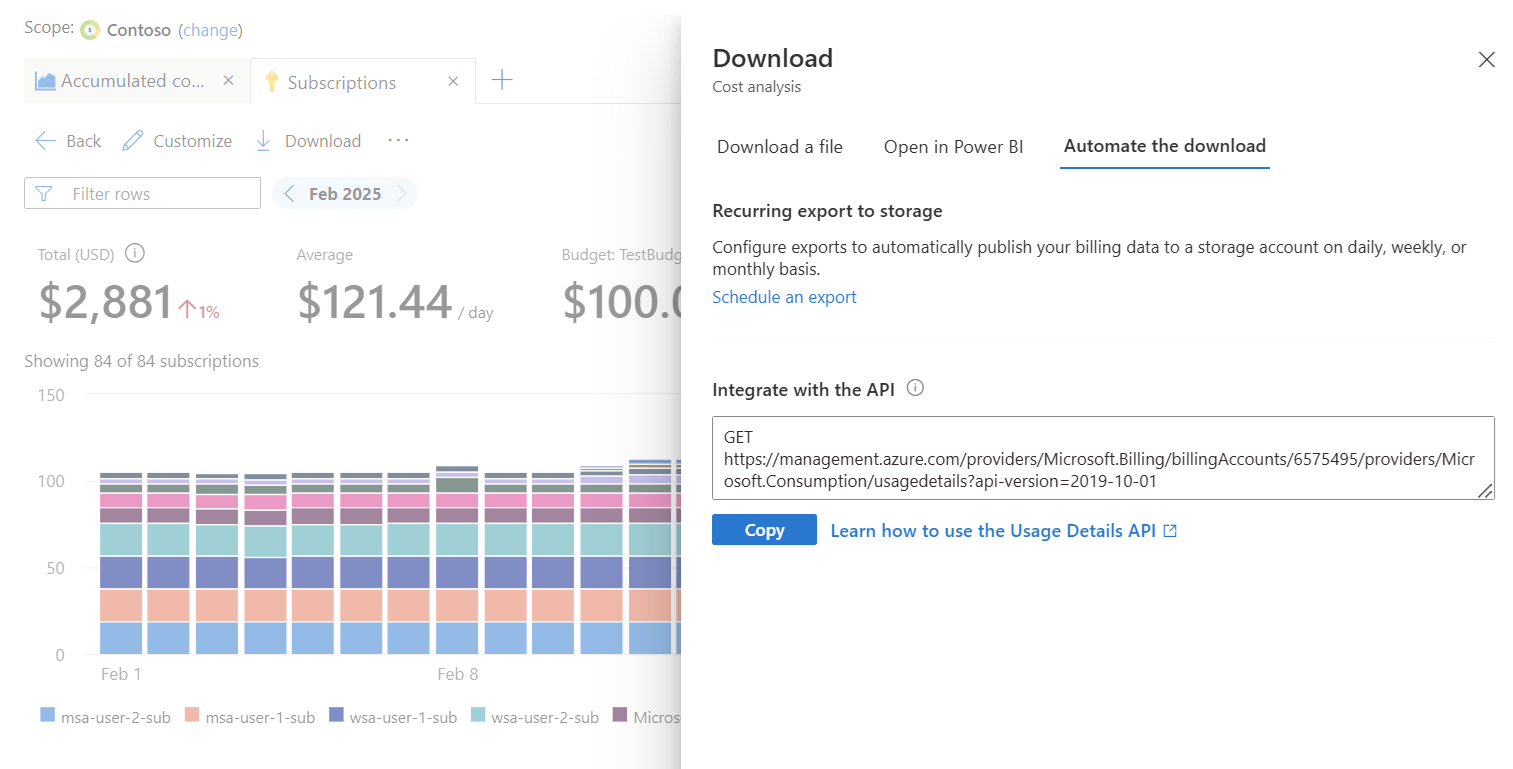 Scope: Contoso (change)
Accumulated co...
Subscriptions
Back
Customize
Download
Filter rows
Feb 2025
Total (USD)
$2,881
1%
Average
$121.44 / day
Budget:
Showing 84 of 84 subscriptions
150
100
50
0
Feb 1
Feb 8
msa-user-2-sub
msa-user-1-sub
wsa-user-1-sub
wsa-user-2-sub
Download
Cost analysis
Download a file
Open in Power BI
Automate the download
Recurring export to storage
Configure exports to automatically publish your billing data to a storage account on daily, weekly, or
monthly basis.
Schedule an export
Integrate with the API
GET
https://management.azure.com/providers/Microsoft.Billing/billingAccounts/6575495/providers/Micr
osoft.Consumption/usagedetails?api-version=2019-10-01
Copy
Learn how to use the Usage Details API